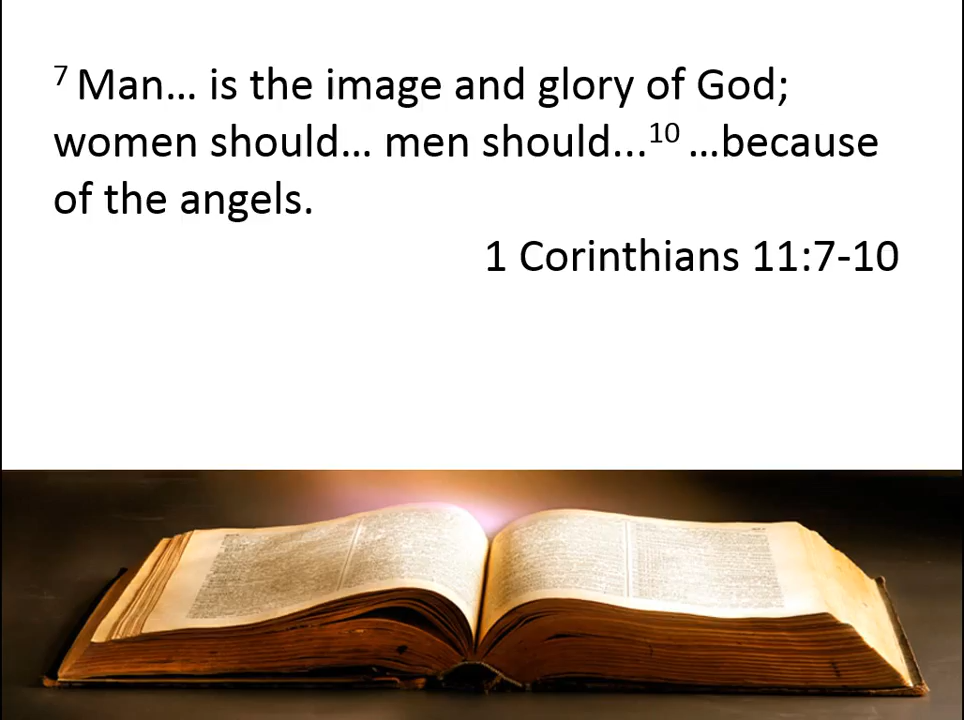 ⁷ Man... is the image and glory of God;
women should... men should...¹⁰ ...because
of the angels.
1 Corinthians 11:7-10